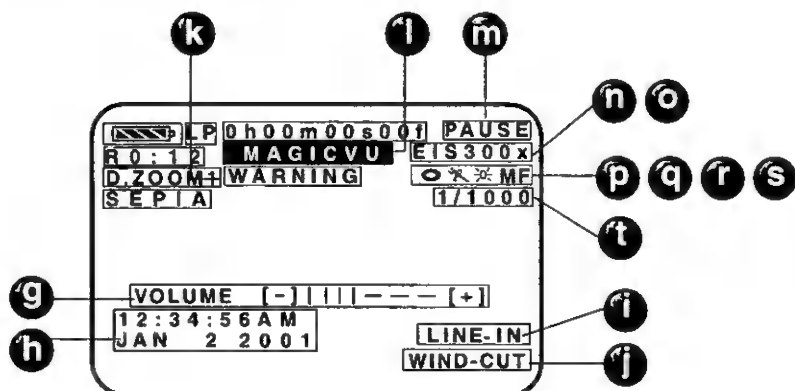 k l m
n o
LP 0h00m00s00f PAUSE
R0:12 MAGICVU EIS300x
D.ZOOM+ WARNING MF
p q r s
SEPIA 1/1000
t
g VOLUME [-] [+]
h 12:34:56AM
JAN 2 2001 LINE-IN i
WIND-CUT j